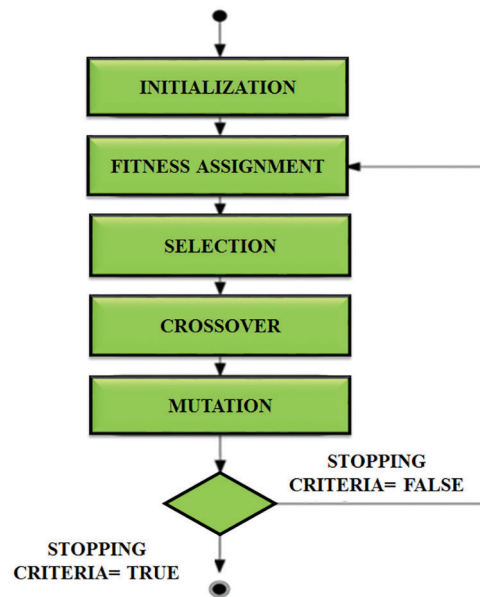 INITIALIZATION
FITNESS ASSIGNMENT
SELECTION
CROSSOVER
MUTATION
STOPPING
CRITERIA= FALSE
STOPPING
CRITERIA= TRUE